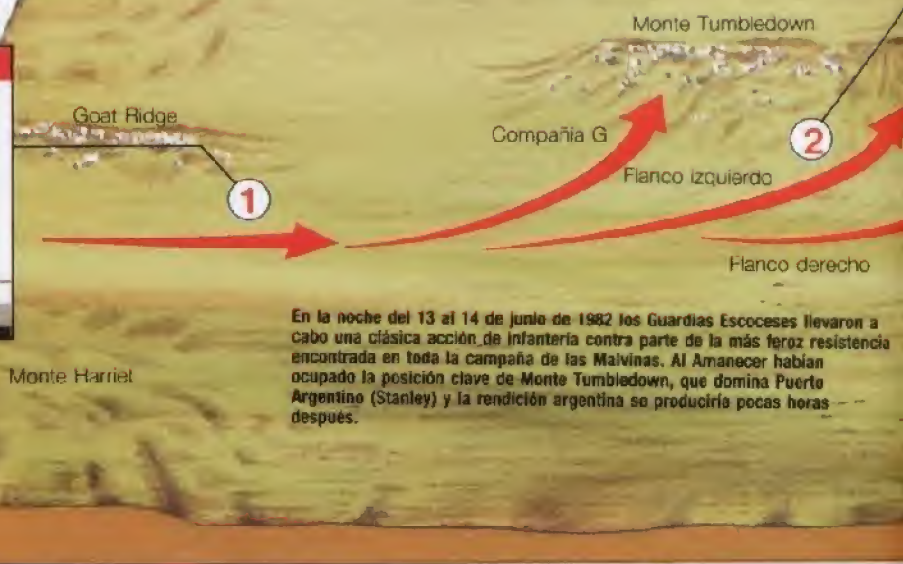 Monte Tumbledown
Goat Ridge
Compañia G
2
Flanco izquierdo
1
Flanco derecho
En la noche del 13 al 14 de junio de 1982 los Guardias Escoceses llevaron a
cabo una clásica acción de infantería contra parte de la más feroz resistencia
encontrada en toda la campaña de las Malvinas. Al Amanecer habían
ocupado la posición clave de Monte Tumbledown, que domina Puerto
Argentino (Stanley) y la rendición argentina se produciría pocas horas
después.
Monte Harriet